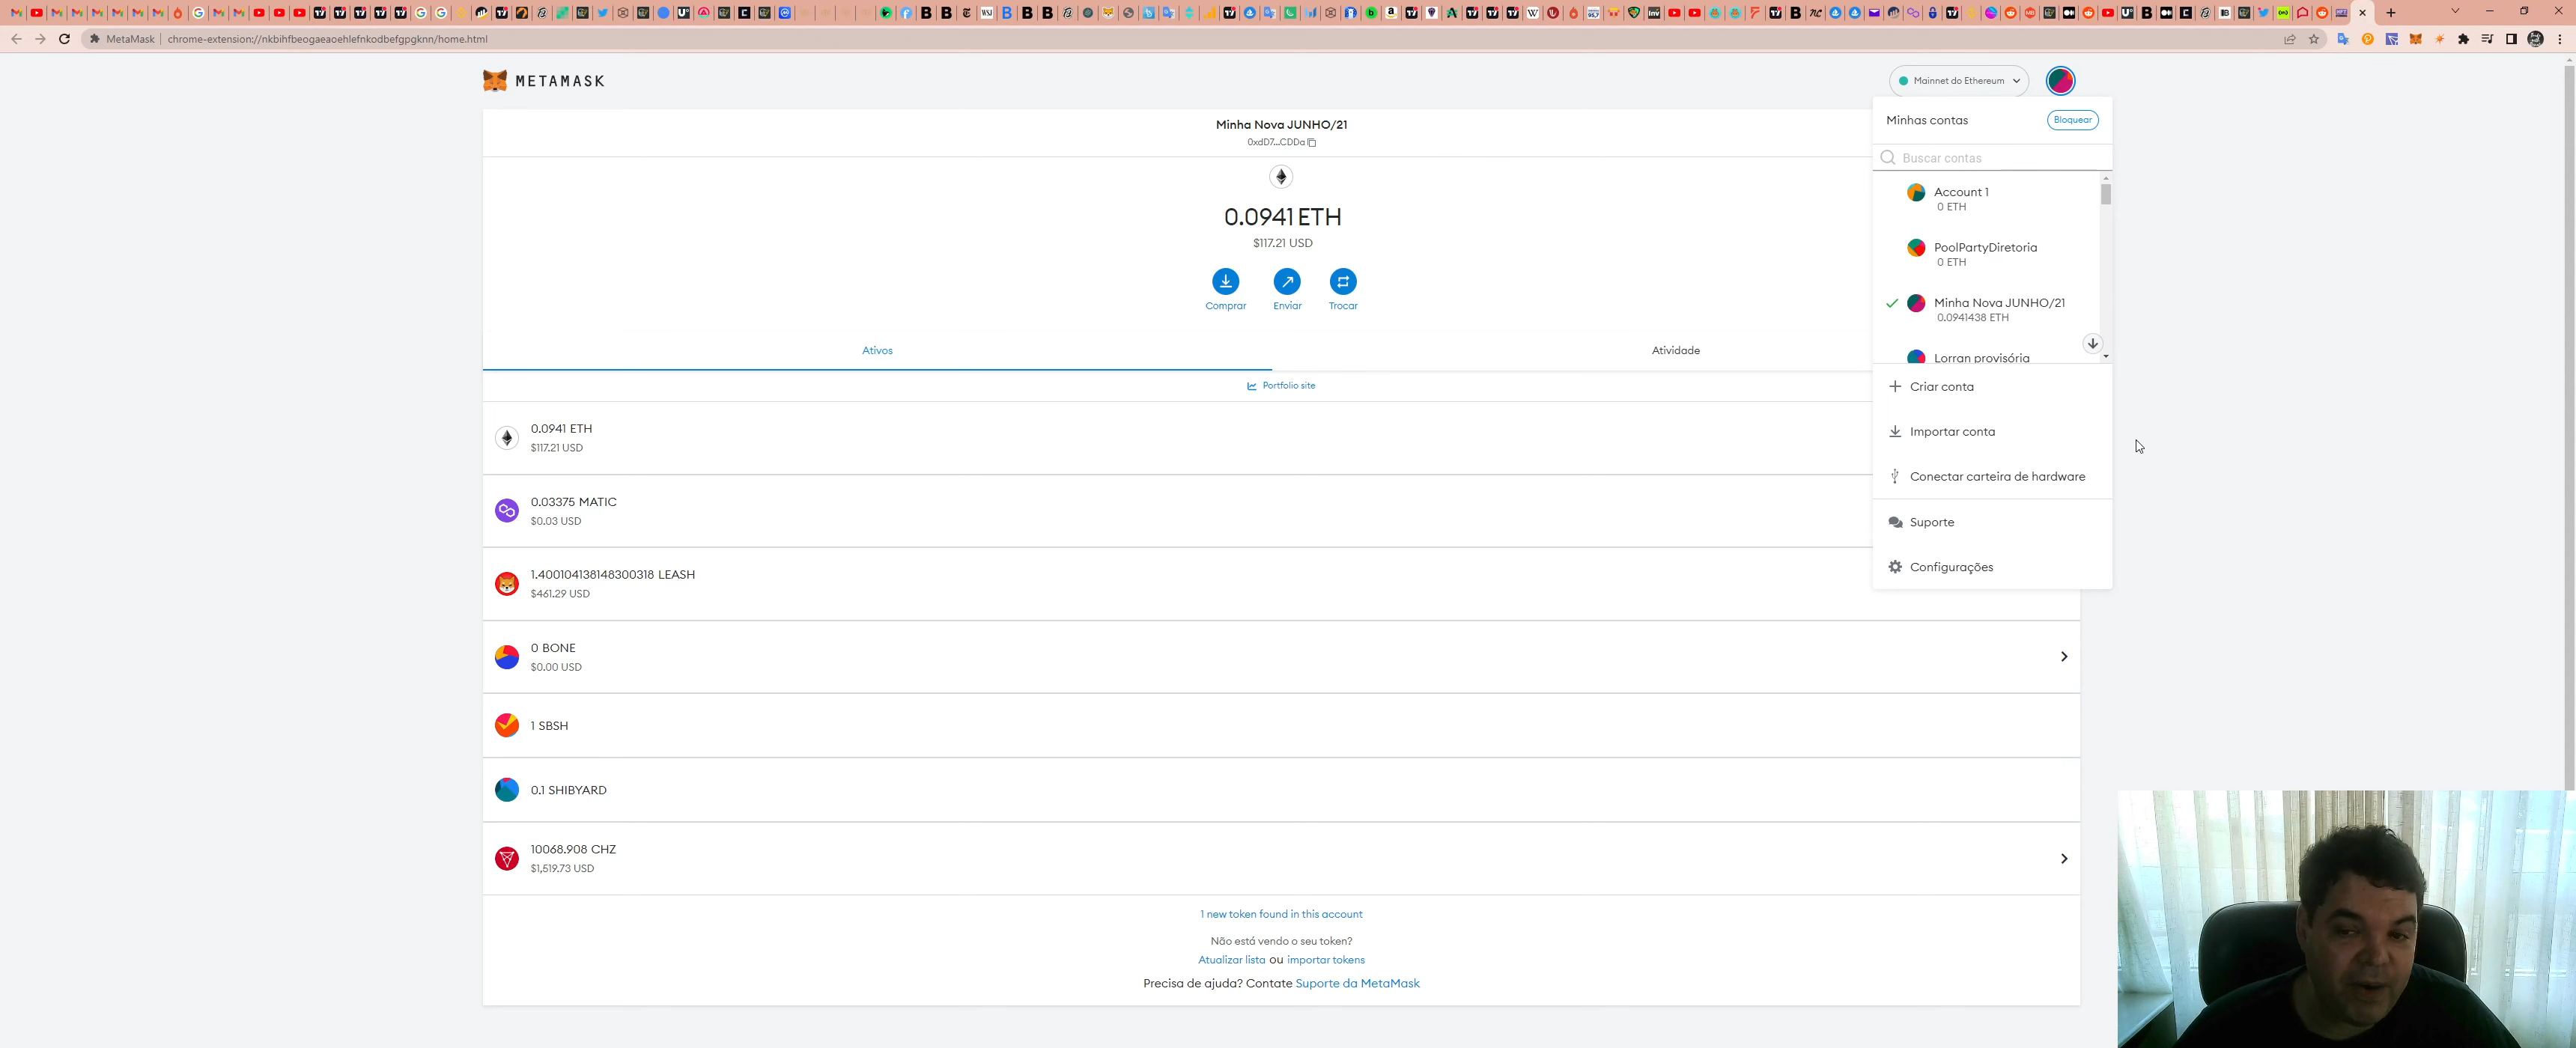 MetaMask
chrome-extension://nkbihfbeogaeaoehlefnkodbefgpgknn/home.html
METAMASK
Mainnet do Ethereum
Minha Nova JUNHO/21
0xdD7...CDDa
0.0941 ETH
$117.21 USD
Comprar
Enviar
Trocar
Ativos
Atividade
Portfolio site
0.0941 ETH
$117.21 USD
0.03375 MATIC
$0.03 USD
1.400104138148300318 LEASH
$461.29 USD
0 BONE
$0.00 USD
1 SBSH
0.1 SHIBYARD
10068.908 CHZ
$1,519.73 USD
1 new token found in this account
Não está vendo o seu token?
Atualizar lista ou importar tokens
Precisa de ajuda? Contate Suporte da MetaMask
Minhas contas
Bloquear
Buscar contas
Account 1
0 ETH
PoolPartyDiretoria
0 ETH
Minha Nova JUNHO/21
0.0941438 ETH
Lorran provisória
Criar conta
Importar conta
Conectar carteira de hardware
Suporte
Configurações